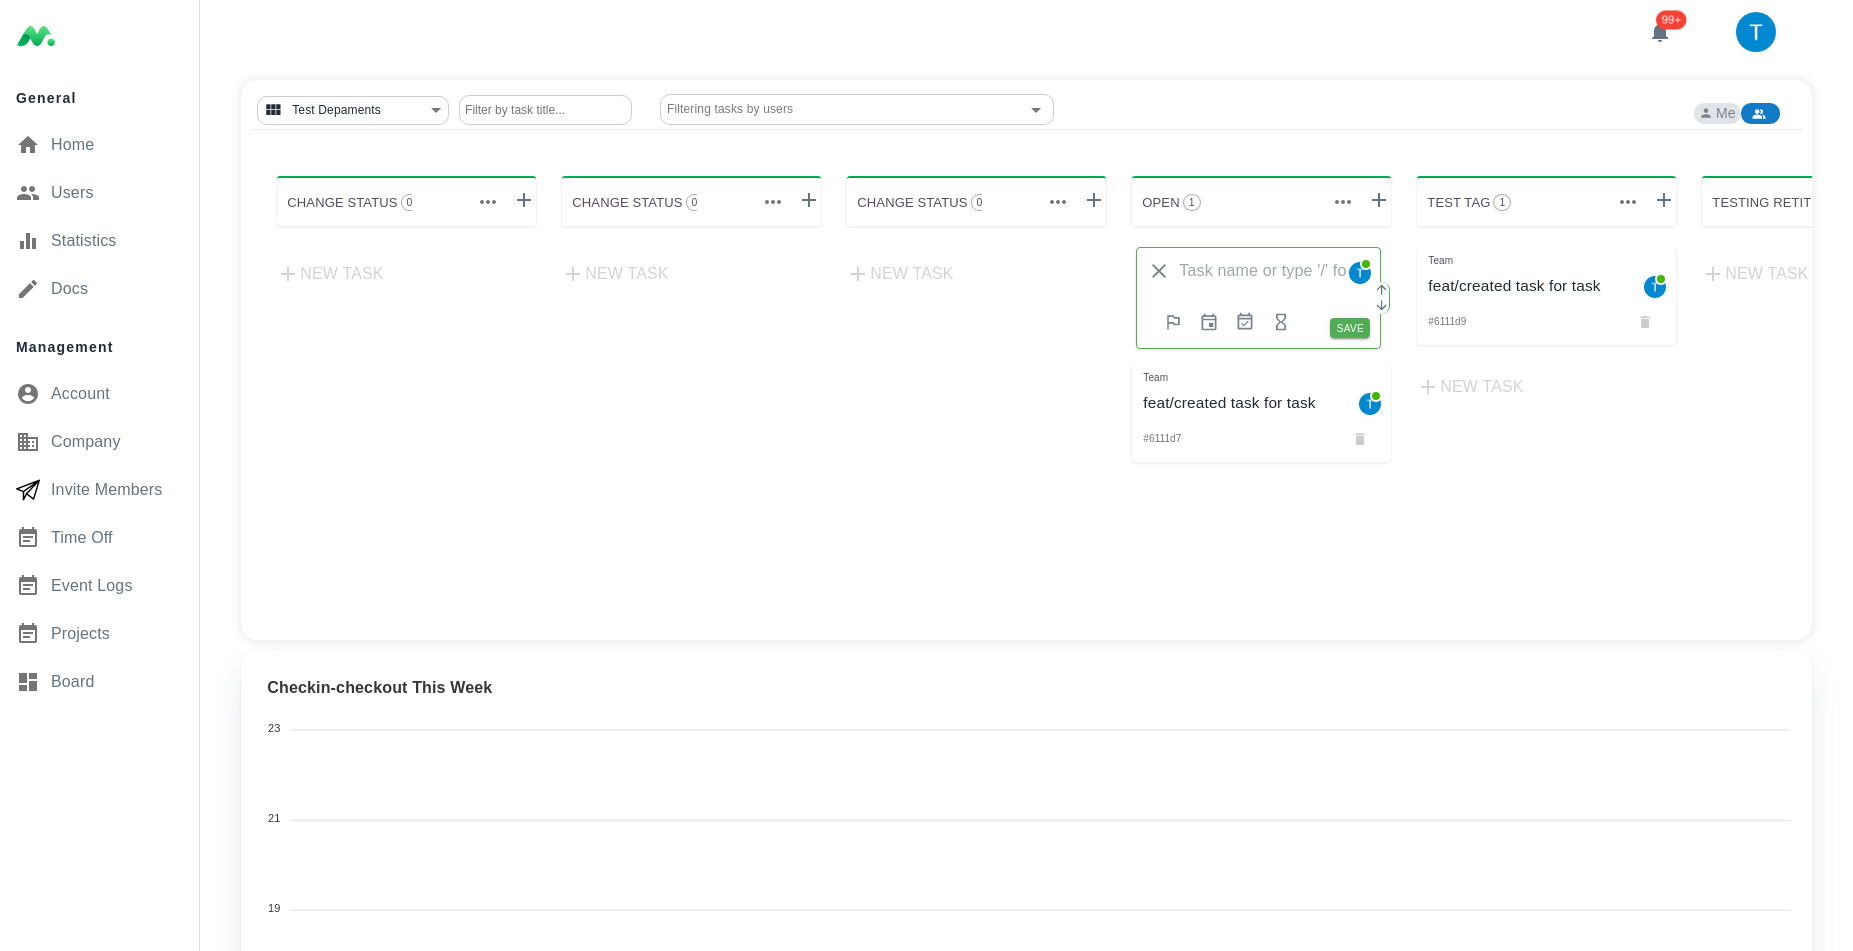 99+
T
General
Home
Users
Statistics
Docs
Management
Account
Company
Invite Members
Time Off
Event Logs
Projects
Board
Test Depaments
Filter by task title...
Filtering tasks by users
Me
CHANGE STATUS 0
CHANGE STATUS 0
CHANGE STATUS 0
OPEN 1
TEST TAG 1
TESTING RETIT
NEW TASK
NEW TASK
NEW TASK
Task name or type '/' fo
T
SAVE
Team
feat/created task for task
T
#6111d7
Team
feat/created task for task
T
#6111d9
NEW TASK
NEW TASK
Checkin-checkout This Week
23
21
19